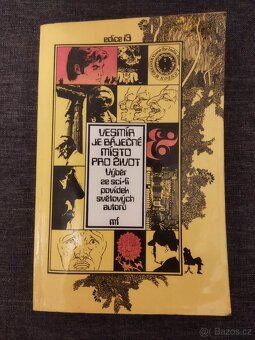 edice 13
VESMÍR
JE BÁJEČNÉ
MÍSTO
PRO ŽIVOT
Výběr
ze sci-fi
povídek
světových
autorů
mf
Bazos.cz